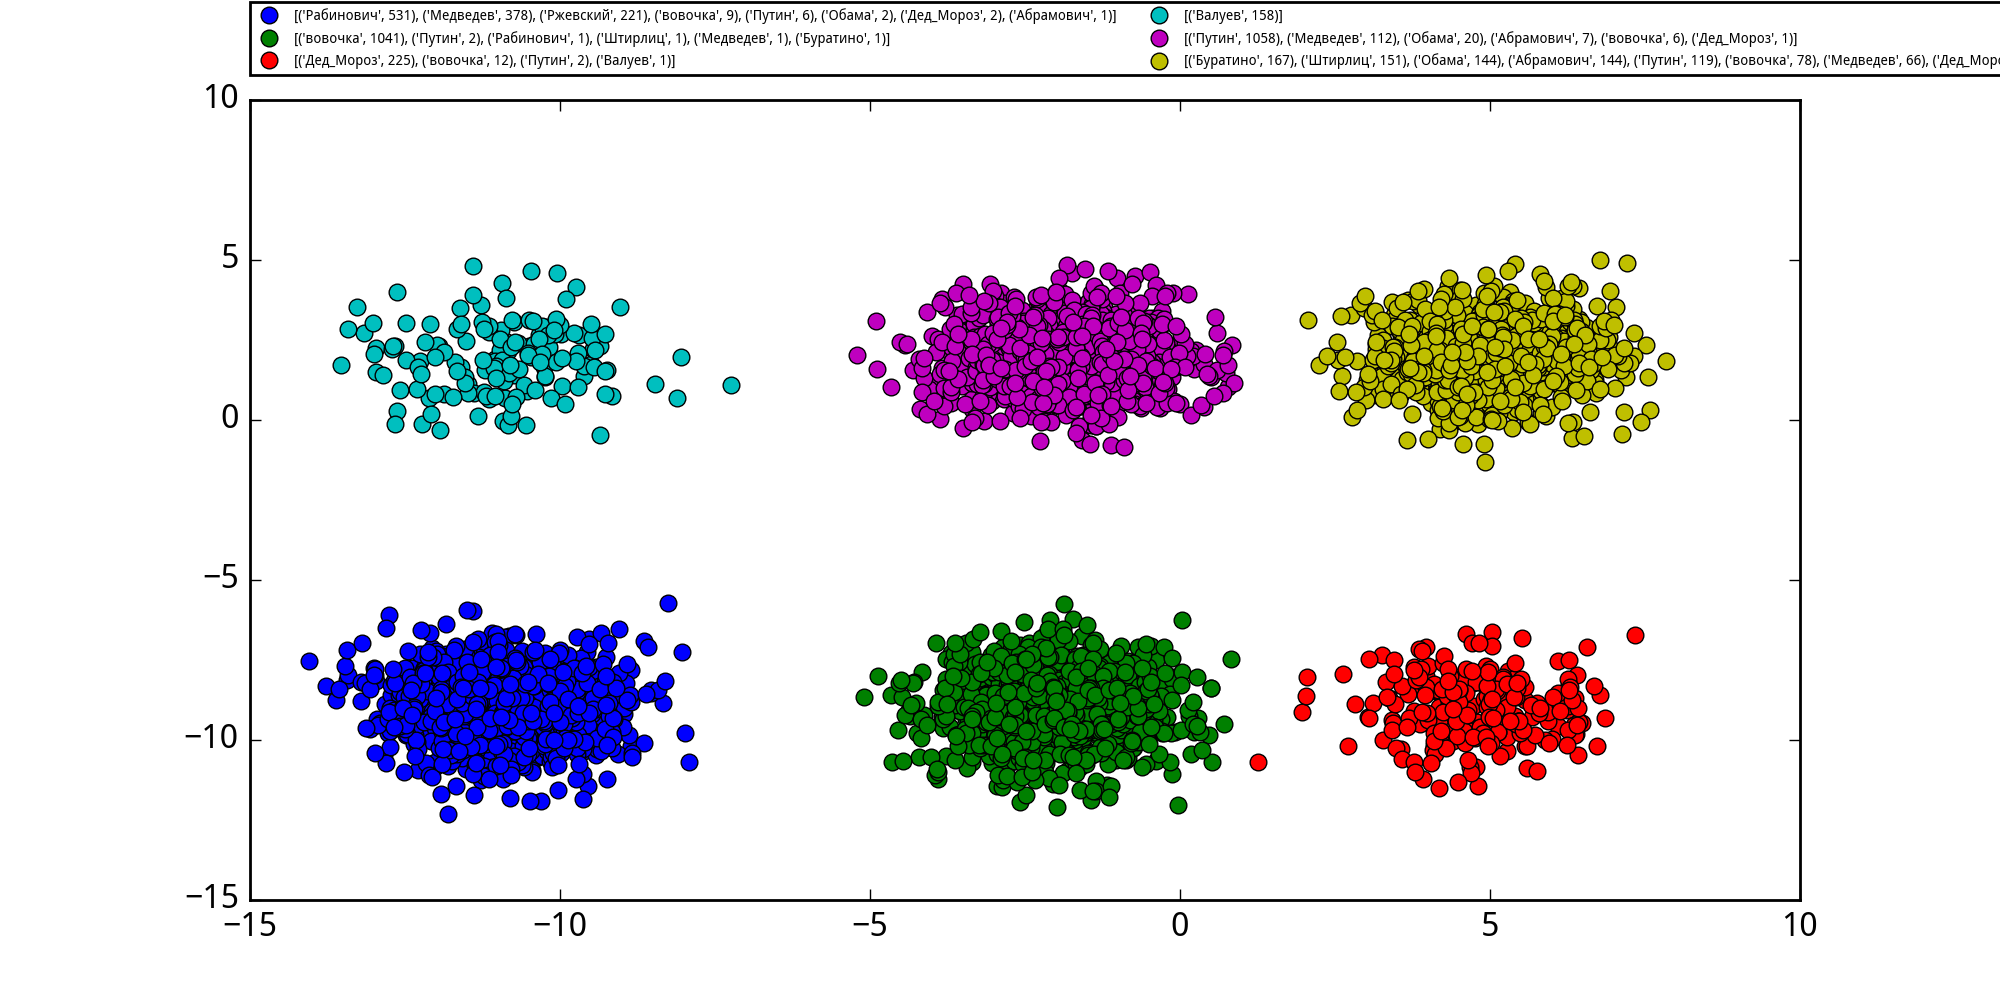 [('Рабинович', 531), ('Медведев', 378), ('Ржевский', 221), ('вовочка', 9), ('Путин', 6), ('Обама', 2), ('Дед_Мороз', 2), ('Абрамович', 1)]
[('вовочка', 1041), ('Путин', 2), ('Рабинович', 1), ('Штирлиц', 1), ('Медведев', 1), ('Буратино', 1)]
[('Дед_Мороз', 225), ('вовочка', 12), ('Путин', 2), ('Валуев', 1)]
[('Валуев', 158)]
[('Путин', 1058), ('Медведев', 112), ('Обама', 20), ('Абрамович', 7), ('вовочка', 6), ('Дед_Мороз', 1)]
[('Буратино', 167), ('Штирлиц', 151), ('Обама', 144), ('Абрамович', 144), ('Путин', 119), ('вовочка', 78), ('Медведев', 66), ('Дед_Моро
10
5
0
−5
−10
−15
−15 −10 −5 0 5 10